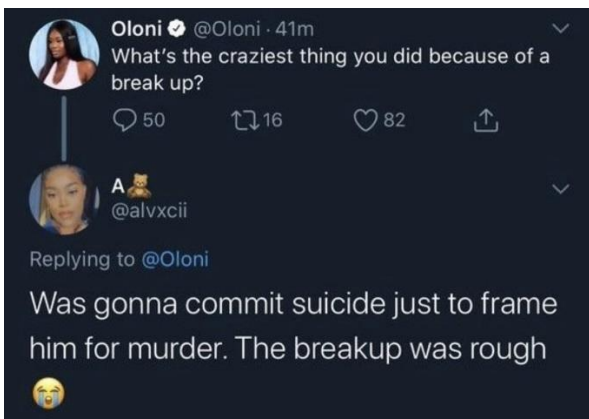 Oloni @Oloni · 41m
What's the craziest thing you did because of a
break up?
50 16 82
A🧸
@alvxcii
Replying to @Oloni
Was gonna commit suicide just to frame
him for murder. The breakup was rough
😭